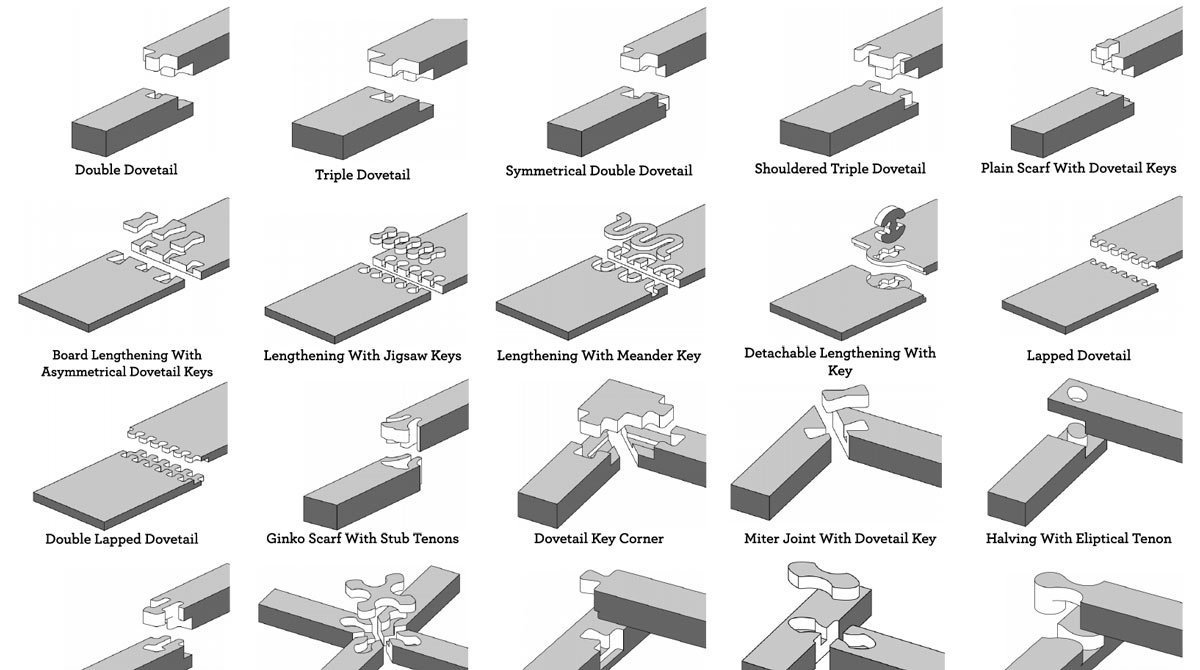 Double Dovetail
Triple Dovetail
Symmetrical Double Dovetail
Shouldered Triple Dovetail
Plain Scarf With Dovetail Keys
Board Lengthening With
Asymmetrical Dovetail Keys
Lengthening With Jigsaw Keys
Lengthening With Meander Key
Detachable Lengthening With
Key
Lapped Dovetail
Double Lapped Dovetail
Ginko Scarf With Stub Tenons
Dovetail Key Corner
Miter Joint With Dovetail Key
Halving With Eliptical Tenon